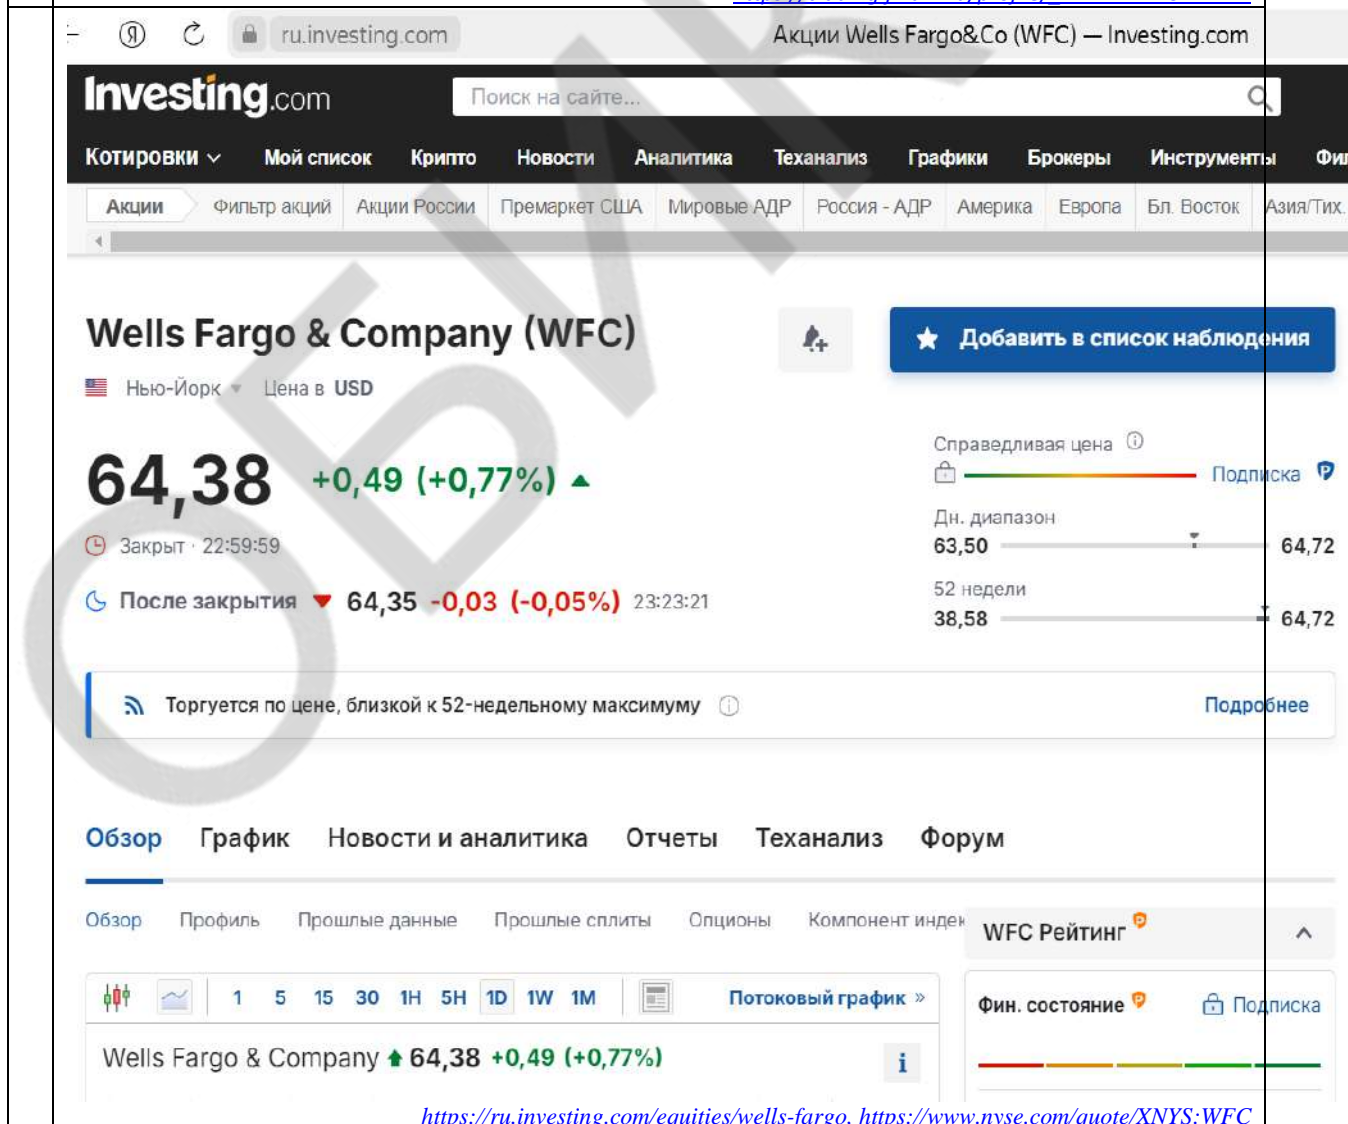 Я ru.investing.com Акции Wells Fargo&Co (WFC) — Investing.com
Investing.com Поиск на сайте...
Котировки Мой список Крипто Новости Аналитика Теханализ Графики Брокеры Инструменты
Акции Фильтр акций Акции России Премаркет США Мировые АДР Россия - АДР Америка Европа Бл. Восток Азия/Тих.
Wells Fargo & Company (WFC)
Добавить в список наблюдения
Нью-Йорк Цена в USD
64,38 +0,49 (+0,77%)
Закрыт · 22:59:59
После закрытия 64,35 -0,03 (-0,05%) 23:23:21
Справедливая цена
Подписка
Дн. диапазон
63,50 64,72
52 недели
38,58 64,72
Торгуется по цене, близкой к 52-недельному максимуму Подробнее
Обзор График Новости и аналитика Отчеты Теханализ Форум
Обзор Профиль Прошлые данные Прошлые сплиты Опционы Компонент индек
WFC Рейтинг
1 5 15 30 1H 5H 1D 1W 1M Потоковый график »
Фин. состояние Подписка
Wells Fargo & Company 64,38 +0,49 (+0,77%)
https://ru.investing.com/equities/wells-fargo, https://www.nyse.com/quote/XNYS:WFC